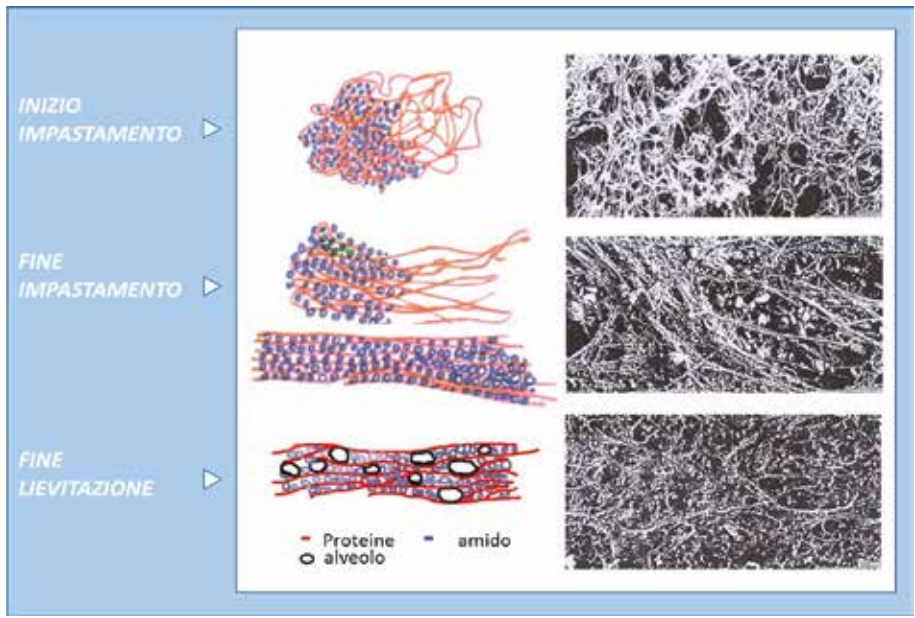 INIZIO
IMPASTAMENTO
FINE
IMPASTAMENTO
FINE
LIEVITAZIONE
Proteine amido
alveolo